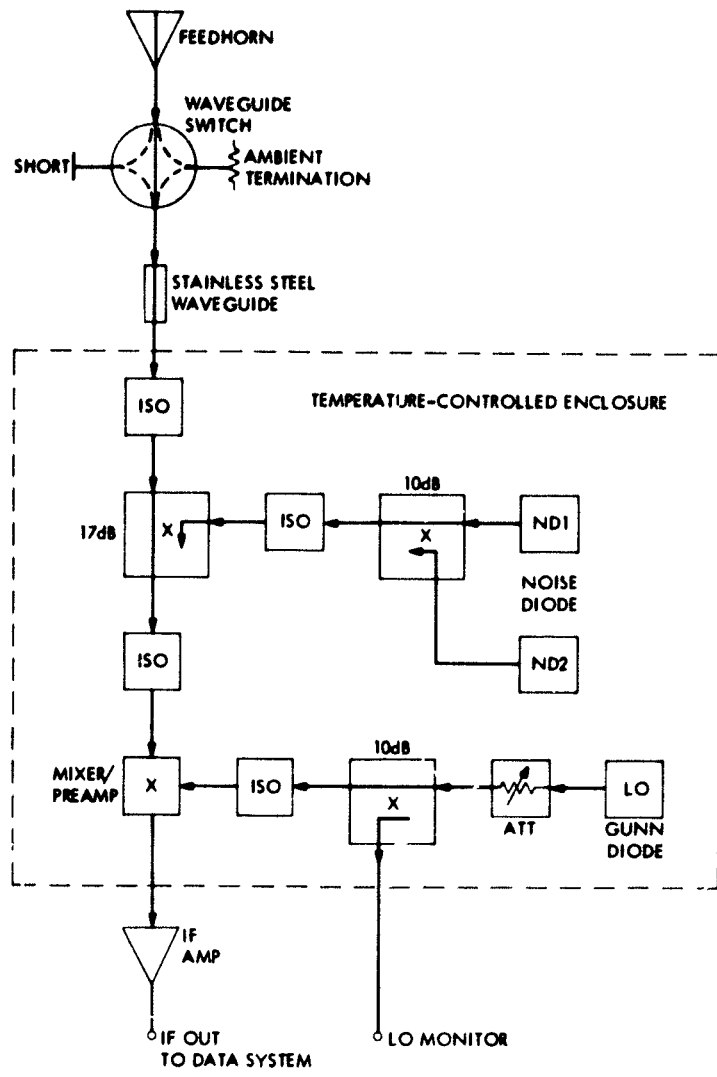 FEEDHORN
WAVEGUIDE
SWITCH
SHORT
AMBIENT
TERMINATION
STAINLESS STEEL
WAVEGUIDE
ISO
TEMPERATURE-CONTROLLED ENCLOSURE
10dB
17dB
X
ISO
X
ND1
NOISE
DIODE
ISO
ND2
10dB
MIXER/
PREAMP
X
ISO
X
ATT
LO
GUNN
DIODE
IF
AMP
IF OUT
TO DATA SYSTEM
LO MONITOR